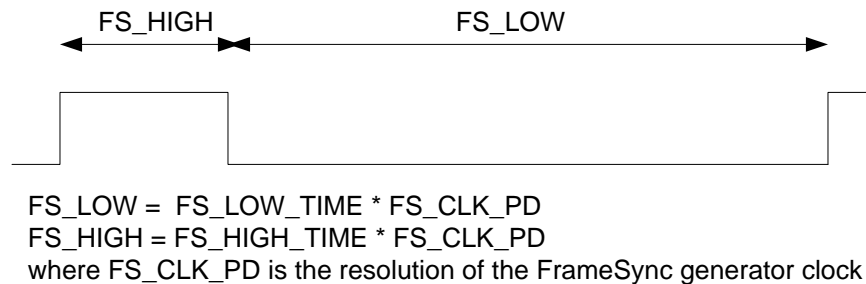 FS_HIGH
FS_LOW
FS_LOW = FS_LOW_TIME * FS_CLK_PD
FS_HIGH = FS_HIGH_TIME * FS_CLK_PD
where FS_CLK_PD is the resolution of the FrameSync generator clock